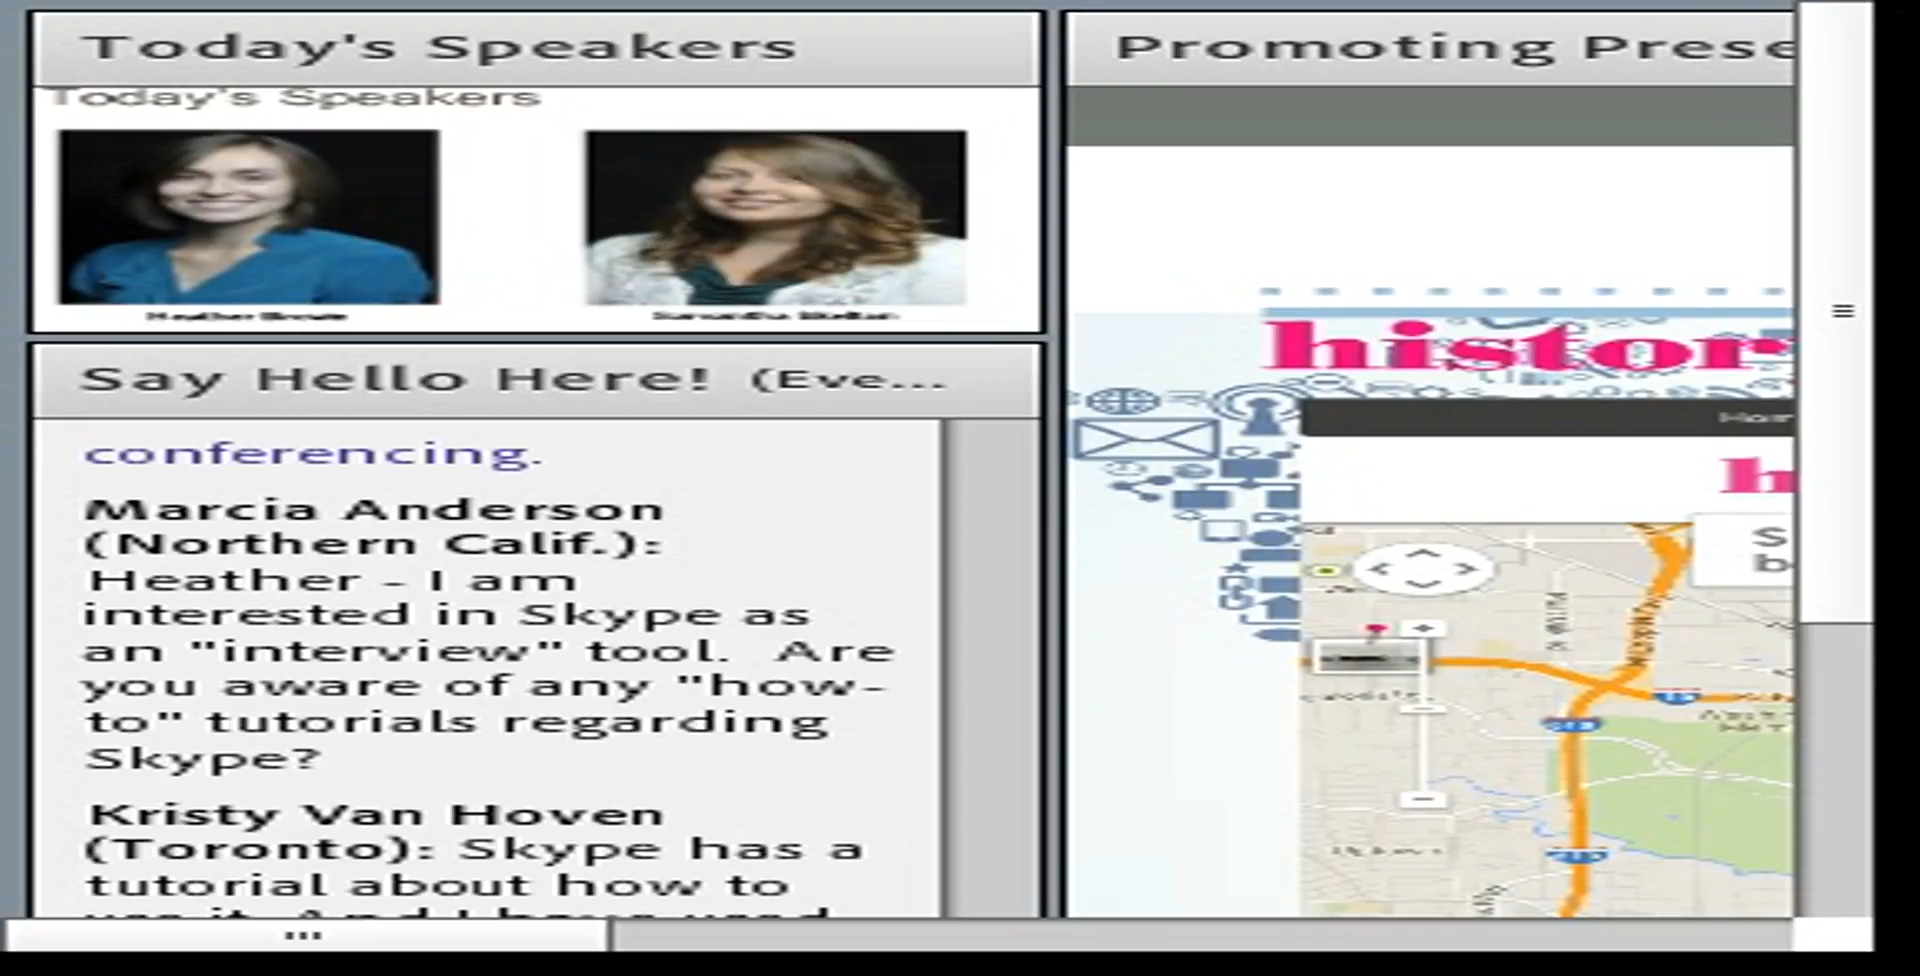 Today's Speakers
Today's Speakers
Say Hello Here! (Eve...
conferencing.
Marcia Anderson
(Northern Calif.):
Heather - I am
interested in Skype as
an "interview" tool. Are
you aware of any "how-
to" tutorials regarding
Skype?
Kristy Van Hoven
(Toronto): Skype has a
tutorial about how to
Promoting Prese
histor
h
S
b